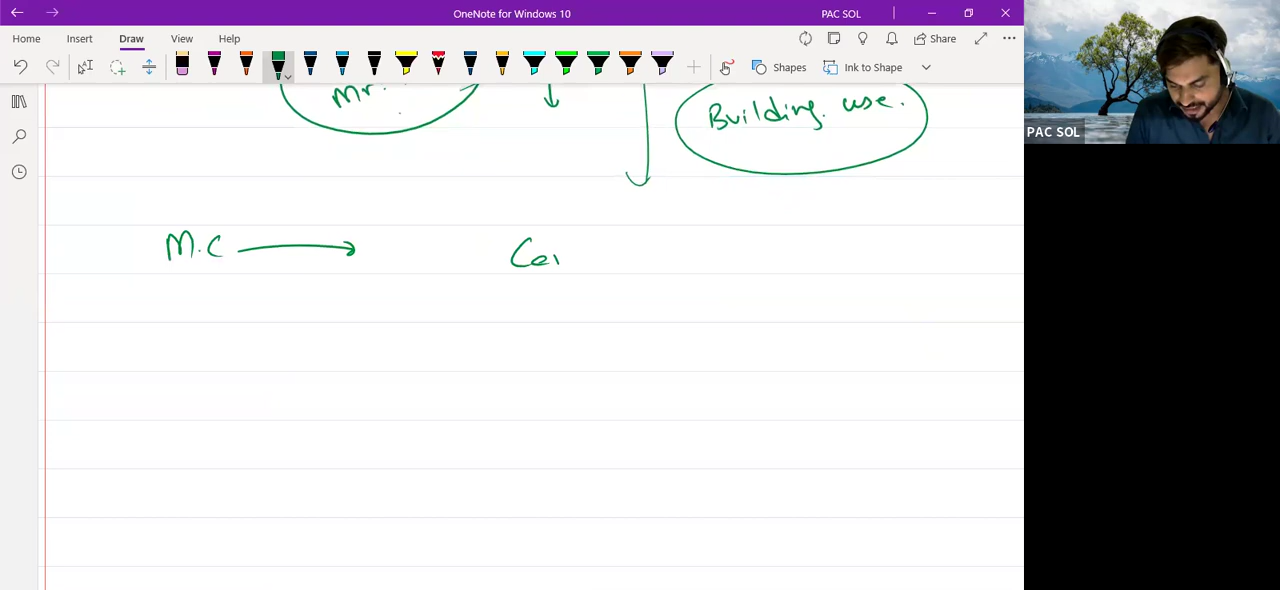 OneNote for Windows 10
PAC SOL
Home Insert Draw View Help
Share
Shapes
Ink to Shape
PAC SOL
Mr.
Building use.
M.C